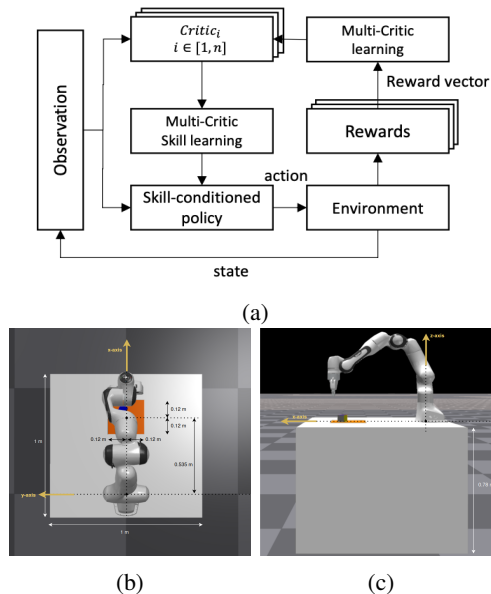 Critic_i
i ∈ [1, n]
Multi-Critic
learning
Reward vector
Observation
Multi-Critic
Skill learning
Rewards
action
Skill-conditioned
policy
Environment
state
(a)
x-axis
0.12 m
0.12 m
1 m
0.12 m
0.12 m
0.535 m
y-axis
1 m
z-axis
x-axis
(b)
(c)